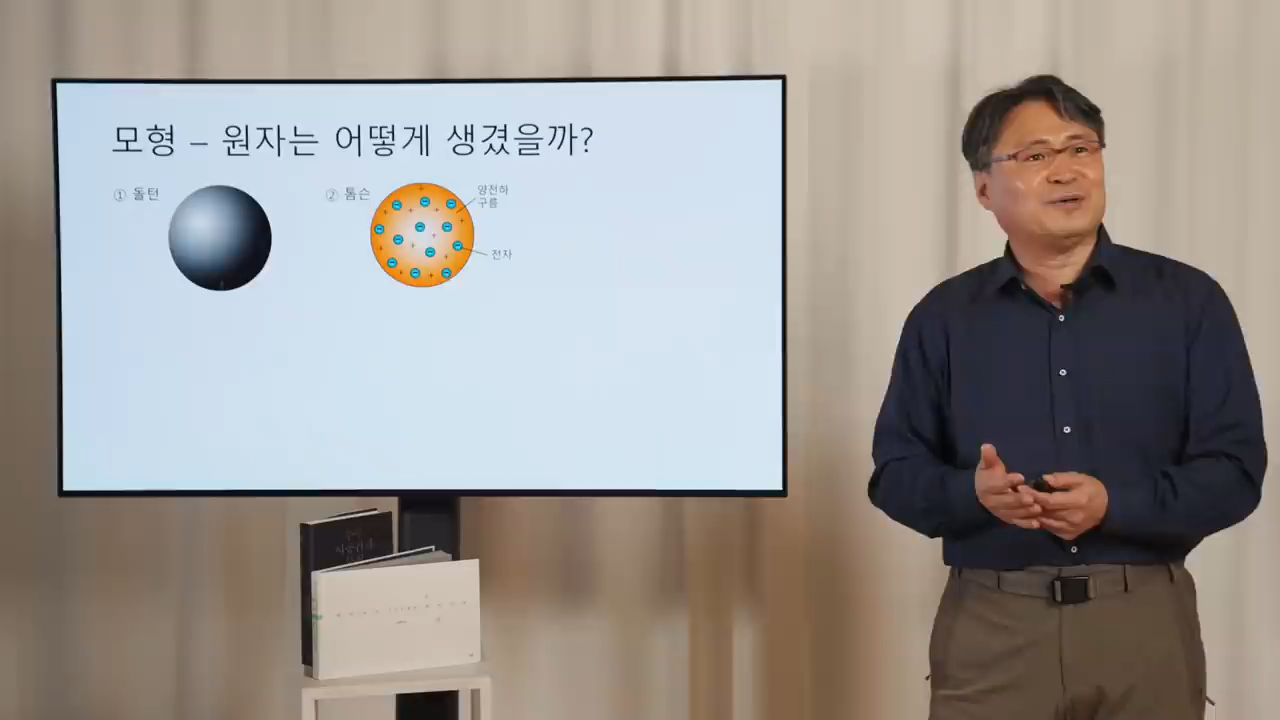 모형 – 원자는 어떻게 생겼을까?
① 돌턴
② 톰슨
양전하
구름
전자